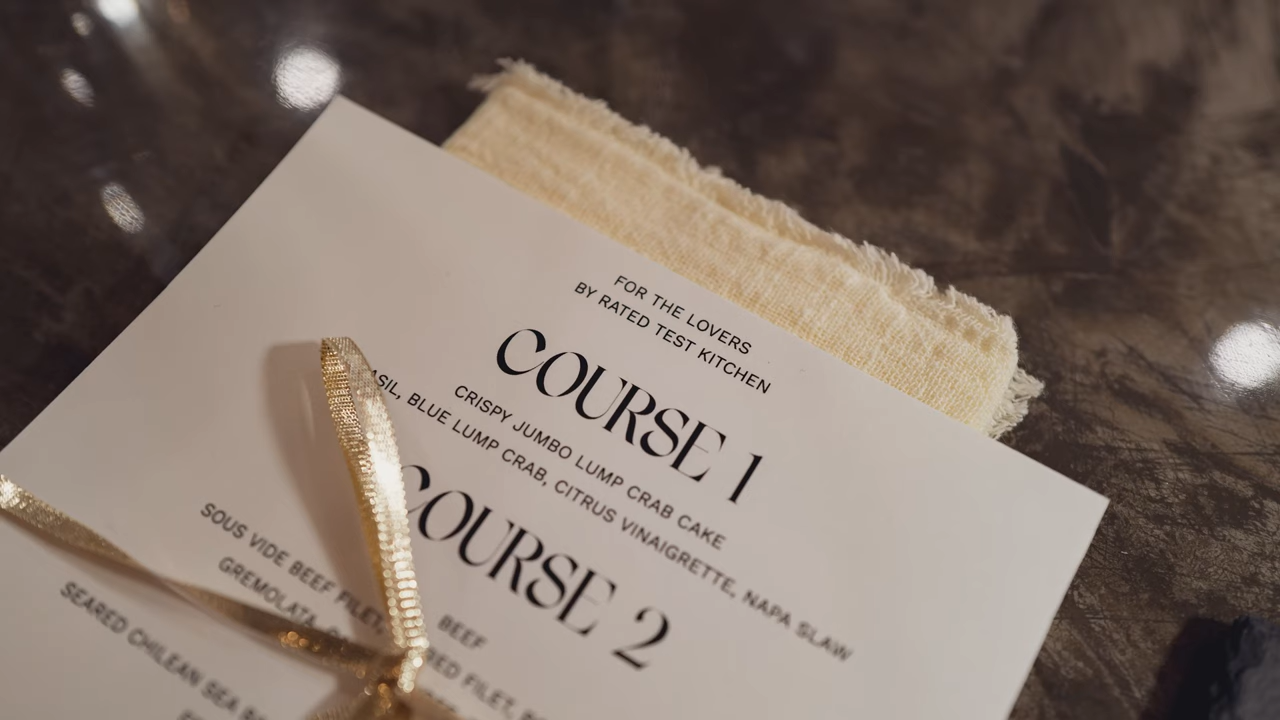 FOR THE LOVERS
BY RATED TEST KITCHEN
COURSE 1
CRISPY JUMBO LUMP CRAB CAKE
BLUE LUMP CRAB, CITRUS VINAIGRETTE, NAPA SLAW
COURSE 2
BEEF
SOUS VIDE BEEF FILET
FILET,
GREMOLATA,
SEARED CHILEAN SEA